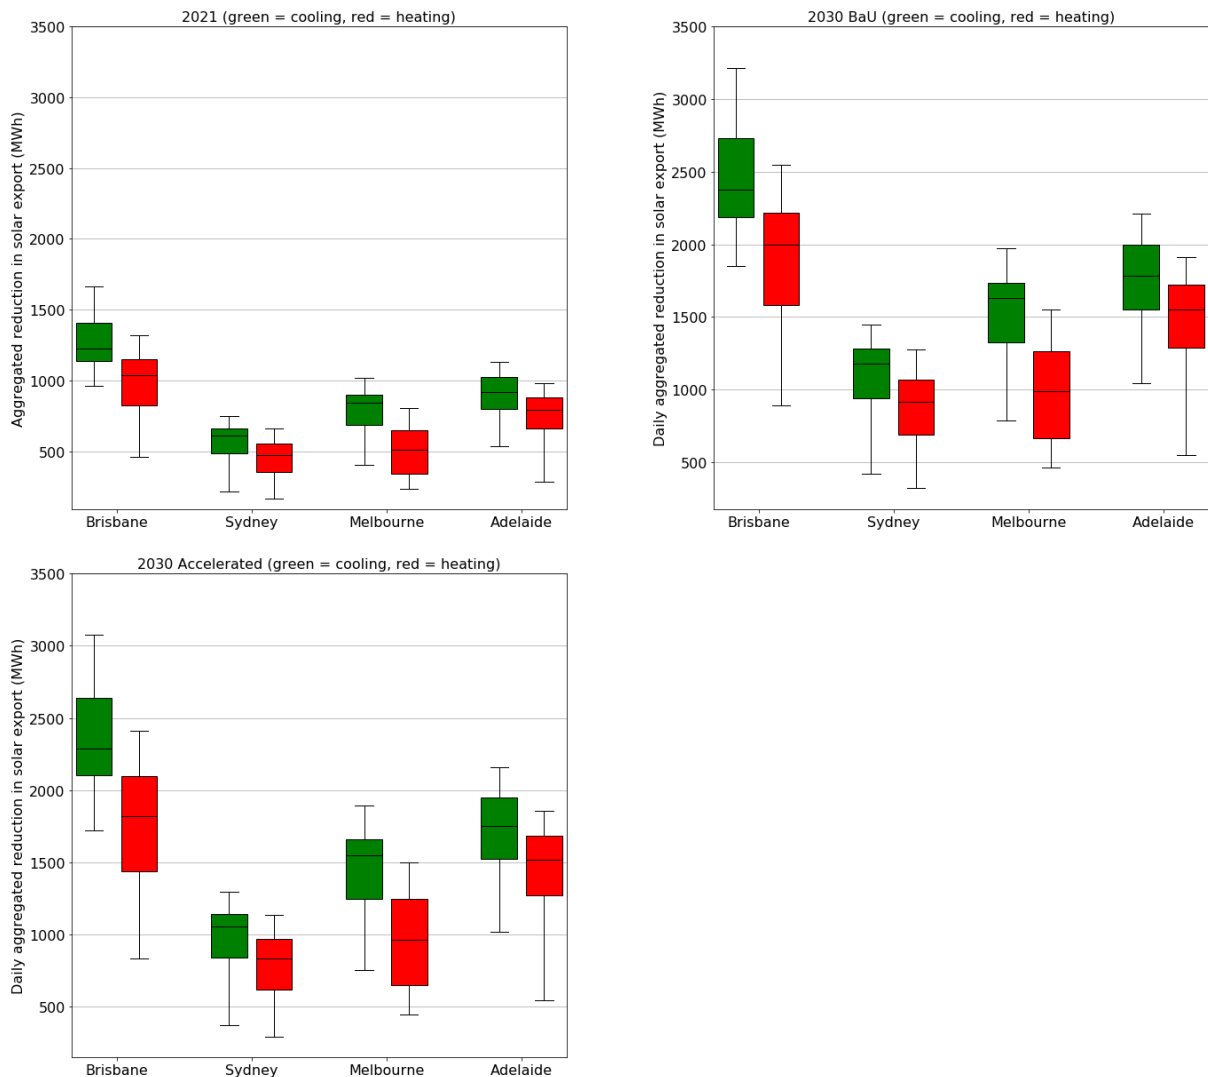 2021 (green = cooling, red = heating)
Aggregated reduction in solar export (MWh)
3500
3000
2500
2000
1500
1000
500
Brisbane Sydney Melbourne Adelaide
2030 BaU (green = cooling, red = heating)
Daily aggregated reduction in solar export (MWh)
3500
3000
2500
2000
1500
1000
500
Brisbane Sydney Melbourne Adelaide
2030 Accelerated (green = cooling, red = heating)
Daily aggregated reduction in solar export (MWh)
3500
3000
2500
2000
1500
1000
500
Brisbane Sydney Melbourne Adelaide